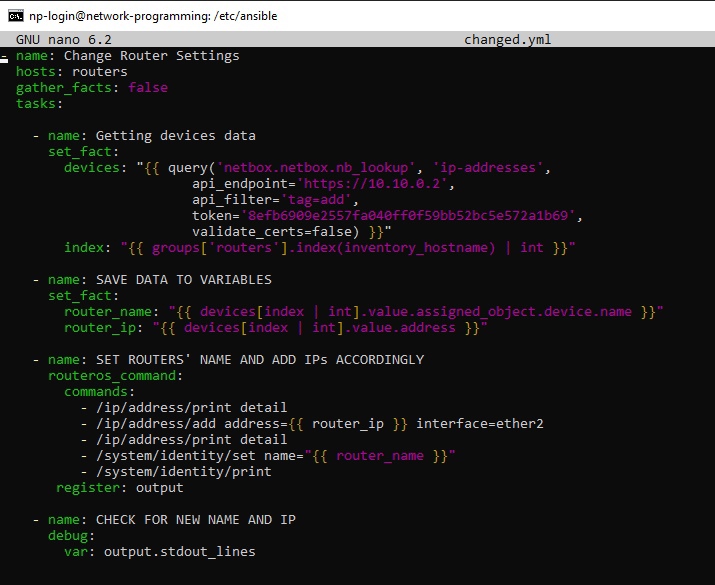 np-login@network-programming: /etc/ansible
GNU nano 6.2 changed.yml
- name: Change Router Settings
  hosts: routers
  gather_facts: false
  tasks:
    - name: Getting devices data
      set_fact:
        devices: "{{ query('netbox.netbox.nb_lookup', 'ip-addresses',
                        api_endpoint='https://10.10.0.2',
                        api_filter='tag=add',
                        token='8efb6909e2557fa040ff0f59bb52bc5e572a1b69',
                        validate_certs=false) }}"
        index: "{{ groups['routers'].index(inventory_hostname) | int }}"
    - name: SAVE DATA TO VARIABLES
      set_fact:
        router_name: "{{ devices[index | int].value.assigned_object.device.name }}"
        router_ip: "{{ devices[index | int].value.address }}"
    - name: SET ROUTERS' NAME AND ADD IPs ACCORDINGLY
      routeros_command:
        commands:
          - /ip/address/print detail
          - /ip/address/add address={{ router_ip }} interface=ether2
          - /ip/address/print detail
          - /system/identity/set name="{{ router_name }}"
          - /system/identity/print
       register: output
    - name: CHECK FOR NEW NAME AND IP
      debug:
        var: output.stdout_lines